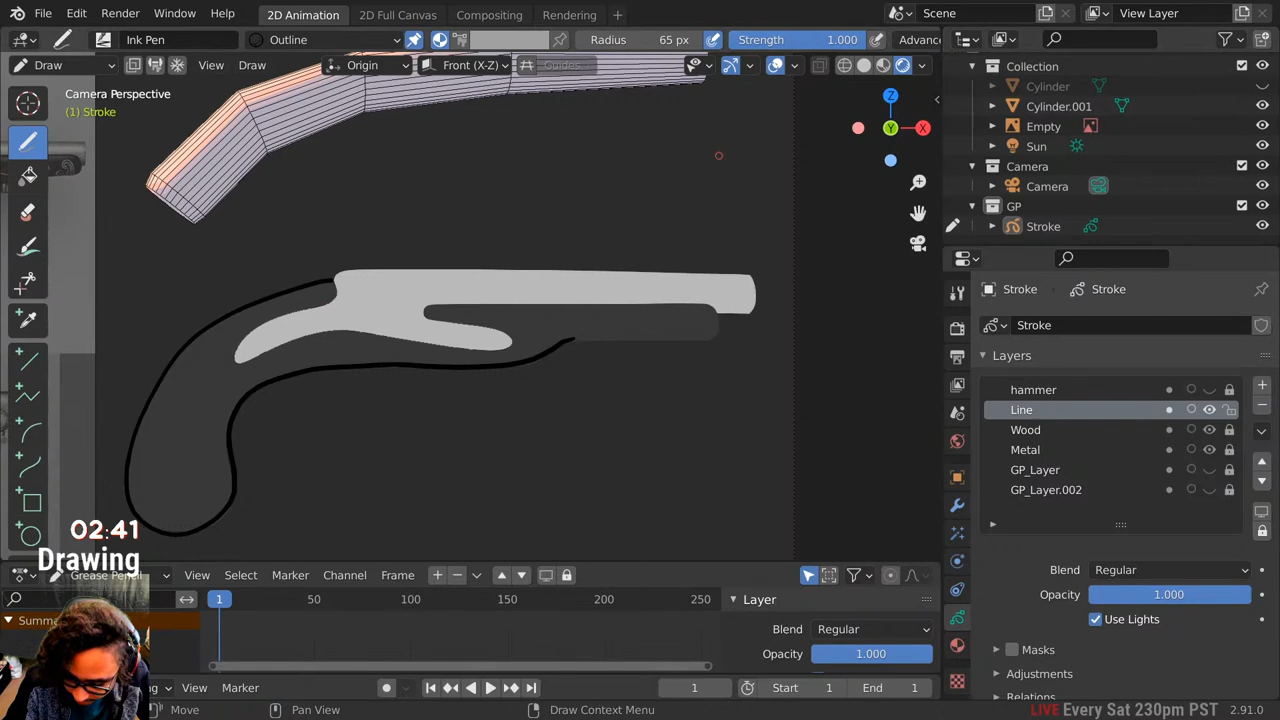 File Edit Render Window Help 2D Animation 2D Full Canvas Compositing Rendering + Scene View Layer
Ink Pen Outline Radius 65 px Strength 1.000 Advanc
Draw View Draw Origin Front (X-Z) Guides
Camera Perspective
(1) Stroke
Z
Y
X
Collection
Cylinder
Cylinder.001
Empty
Sun
Camera
Camera
GP
Stroke
Stroke Stroke
Stroke
Layers
hammer
Line
Wood
Metal
GP_Layer
GP_Layer.002
Blend Regular
Opacity 1.000
Use Lights
Masks
Adjustments
Relations
02:41
Drawing
Grease Pencil View Select Marker Channel Frame
1 50 100 150 200 250
Summa
Layer
Blend Regular
Opacity 1.000
View Marker 1 Start 1 End 1
Move Pan View Draw Context Menu
LIVE Every Sat 230pm PST 2.91.0